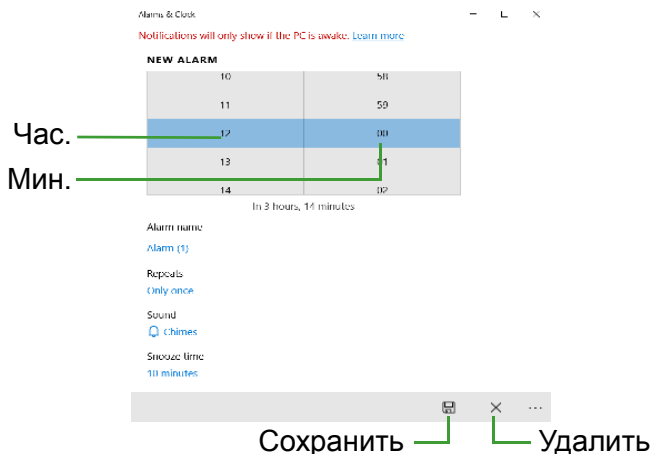 Alarms & Clock
Notifications will only show if the PC is awake. Learn more
NEW ALARM
10 58
11 59
Час. 12 00
13 01
Мин.
14 02
In 3 hours, 14 minutes
Alarm name
Alarm (1)
Repeats
Only once
Sound
Chimes
Snooze time
10 minutes
Сохранить Удалить